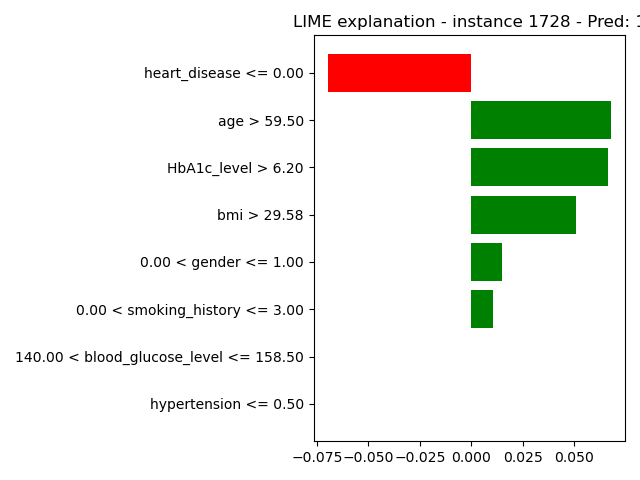 LIME explanation - instance 1728 - Pred: 1
heart_disease <= 0.00
age > 59.50
HbA1c_level > 6.20
bmi > 29.58
0.00 < gender <= 1.00
0.00 < smoking_history <= 3.00
140.00 < blood_glucose_level <= 158.50
hypertension <= 0.50
−0.075 −0.050 −0.025 0.000 0.025 0.050